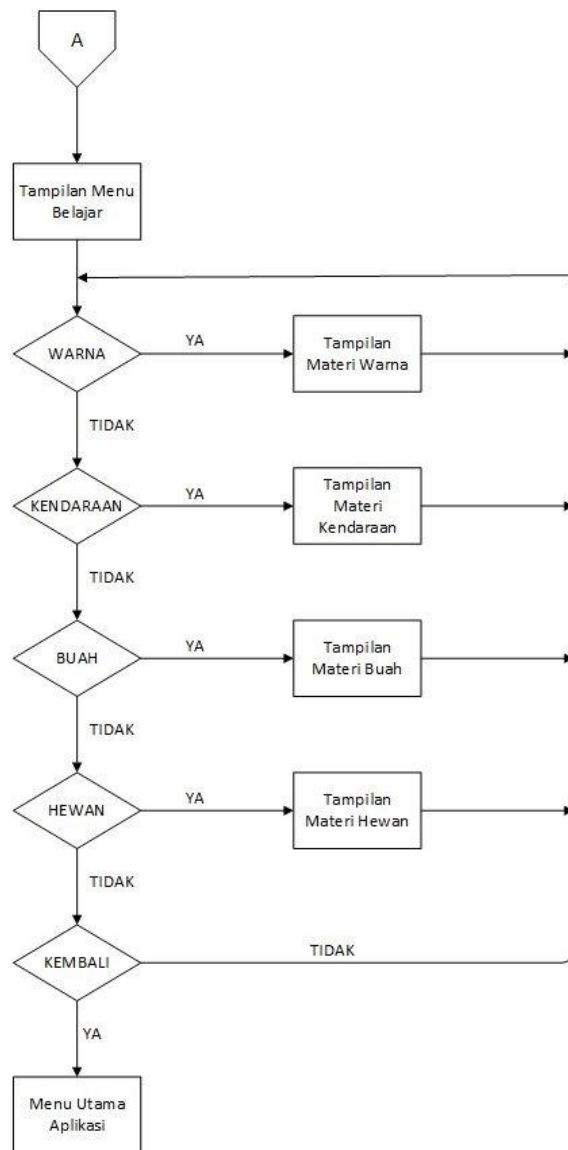 A
Tampilan Menu
Belajar
WARNA
YA
Tampilan
Materi Warna
TIDAK
KENDARAAN
YA
Tampilan
Materi
Kendaraan
TIDAK
BUAH
YA
Tampilan
Materi Buah
TIDAK
HEWAN
YA
Tampilan
Materi Hewan
TIDAK
KEMBALI
TIDAK
YA
Menu Utama
Aplikasi